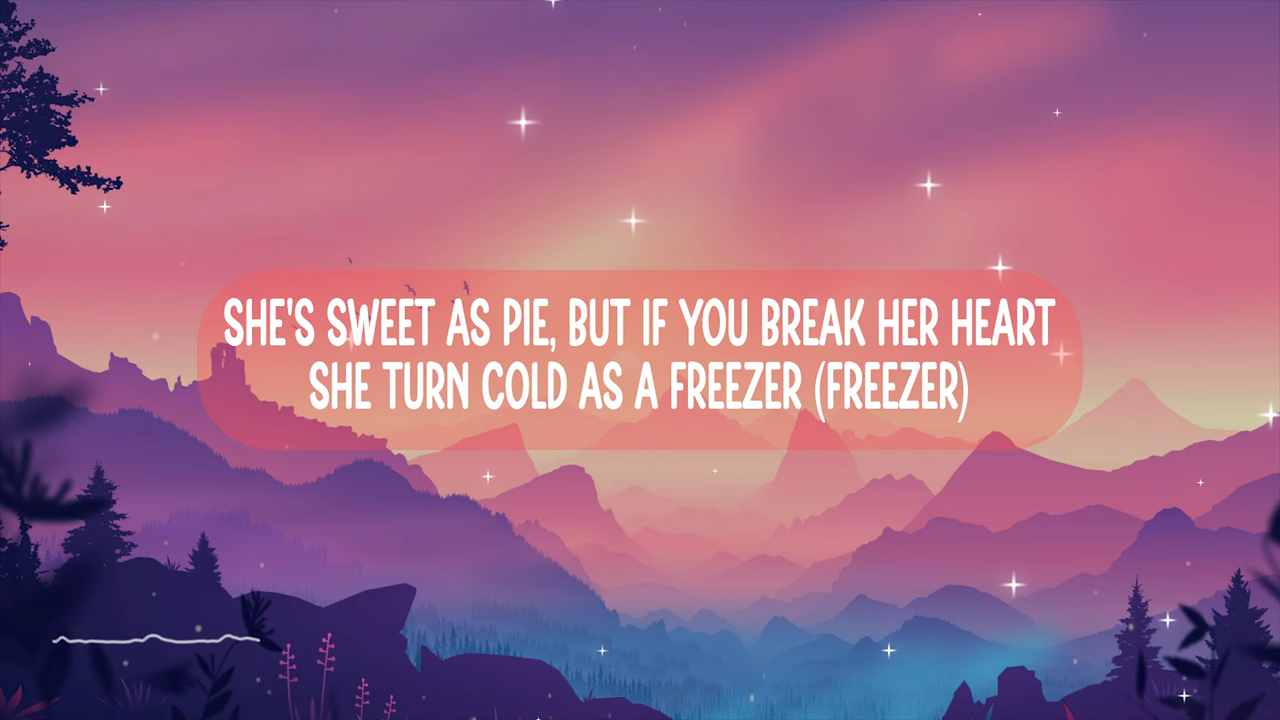 SHE'S SWEET AS PIE, BUT IF YOU BREAK HER HEART
SHE TURN COLD AS A FREEZER (FREEZER)